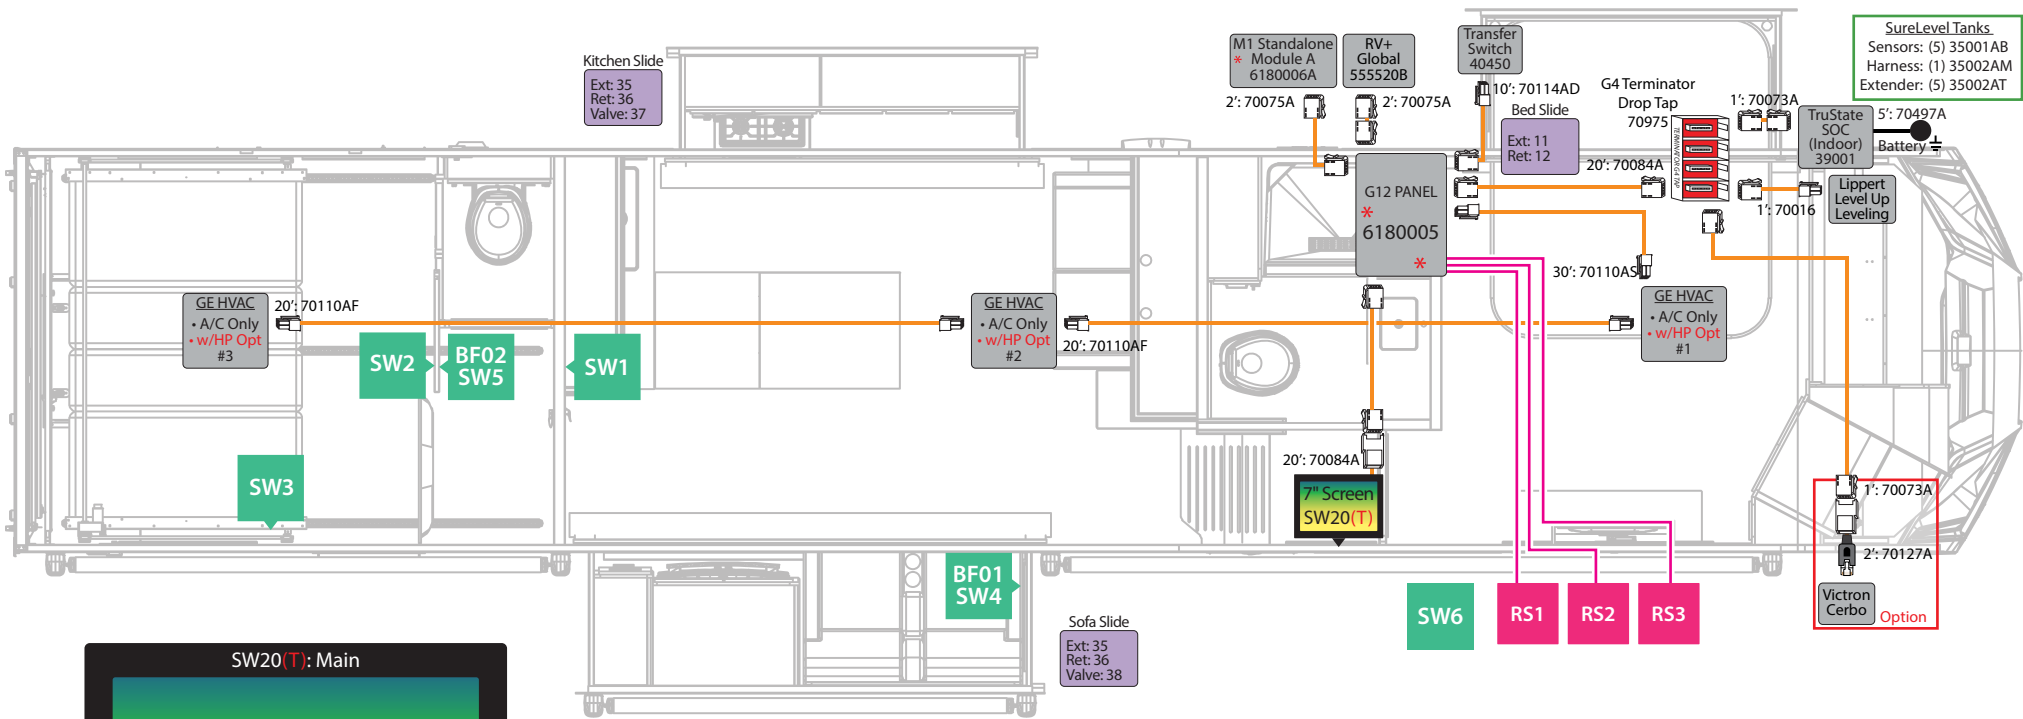 Kitchen Slide
Ext: 35
Ret: 36
Valve: 37
M1 Standalone
* Module A
6180006A
2': 70075A
RV+
Global
555520B
2': 70075A
Transfer
Switch
40450
10': 70114AD
Bed Slide
Ext: 11
Ret: 12
G4 Terminator
Drop Tap
70975
TERMINATOR G4 TAP
20': 70084A
1': 70073A
SureLevel Tanks
Sensors: (5) 35001AB
Harness: (1) 35002AM
Extender: (5) 35002AT
TruState
SOC
(Indoor)
39001
5': 70497A
Battery
1': 70016
Lippert
Level Up
Leveling
G12 PANEL
*
6180005
*
30': 70110AS
GE HVAC
• A/C Only
• w/HP Opt
#3
20': 70110AF
GE HVAC
• A/C Only
• w/HP Opt
#2
20': 70110AF
GE HVAC
• A/C Only
• w/HP Opt
#1
SW2
BF02
SW5
SW1
SW3
20': 70084A
7" Screen
SW20(T)
1': 70073A
2': 70127A
Victron
Cerbo
Option
BF01
SW4
SW6
RS1
RS2
RS3
Sofa Slide
Ext: 35
Ret: 36
Valve: 38
SW20(T): Main